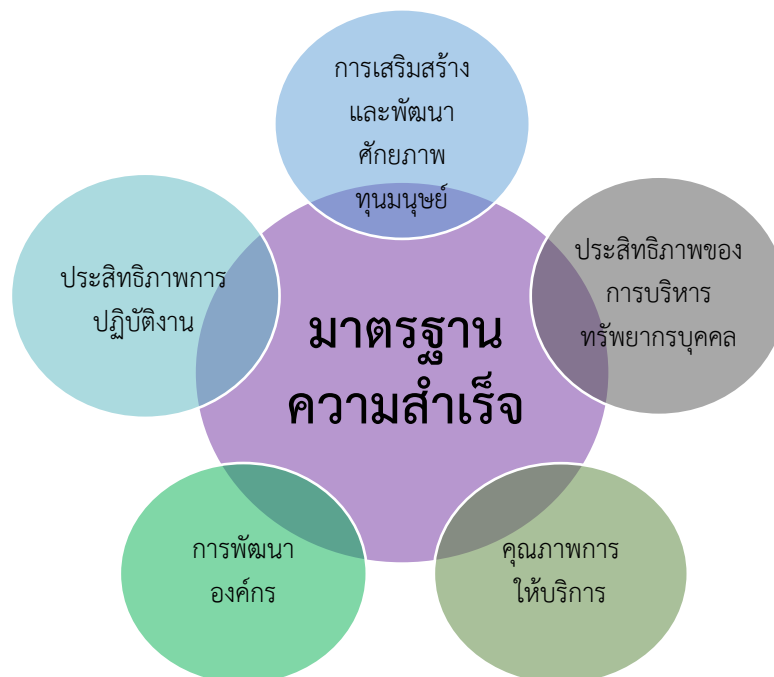 การเสริมสร้าง
และพัฒนา
ศักยภาพ
ทุนมนุษย์
ประสิทธิภาพของ
การบริหาร
ทรัพยากรบุคคล
คุณภาพการ
ให้บริการ
การพัฒนา
องค์กร
ประสิทธิภาพการ
ปฏิบัติงาน
มาตรฐาน
ความสำเร็จ